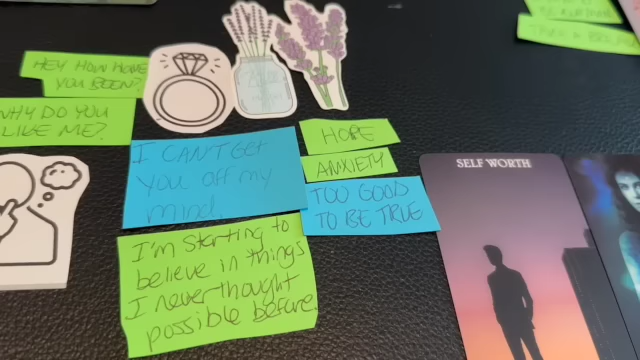 HEY HOW HAVE
YOU BEEN?
WHY DO YOU
LIKE ME?
I CAN'T GET
YOU Off my
mind.
HOPE
ANXIETY
TOO GOOD
TO BE TRUE
I'm starting to
believe in things
I never thought
possible before.
SELF WORTH